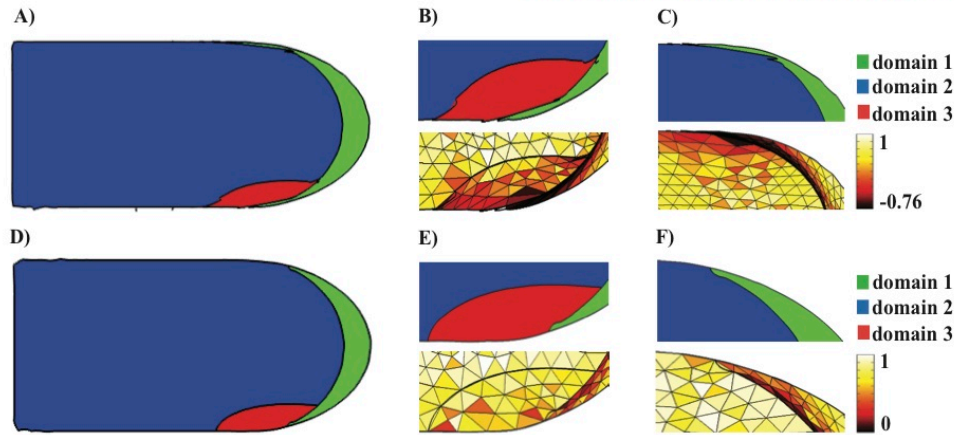 A)
B)
C)
domain 1
domain 2
domain 3
1
-0.76
D)
E)
F)
domain 1
domain 2
domain 3
1
0